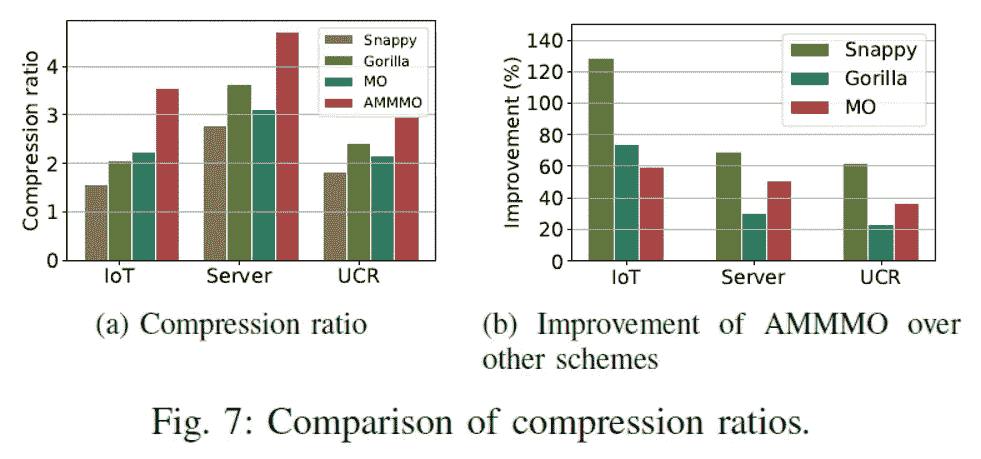 Compression ratio
4
3
2
1
0
IoT Server UCR
Snappy
Gorilla
MO
AMMMO
(a) Compression ratio
Improvement (%)
140
120
100
80
60
40
20
0
IoT Server UCR
Snappy
Gorilla
MO
(b) Improvement of AMMMO over
other schemes
Fig. 7: Comparison of compression ratios.